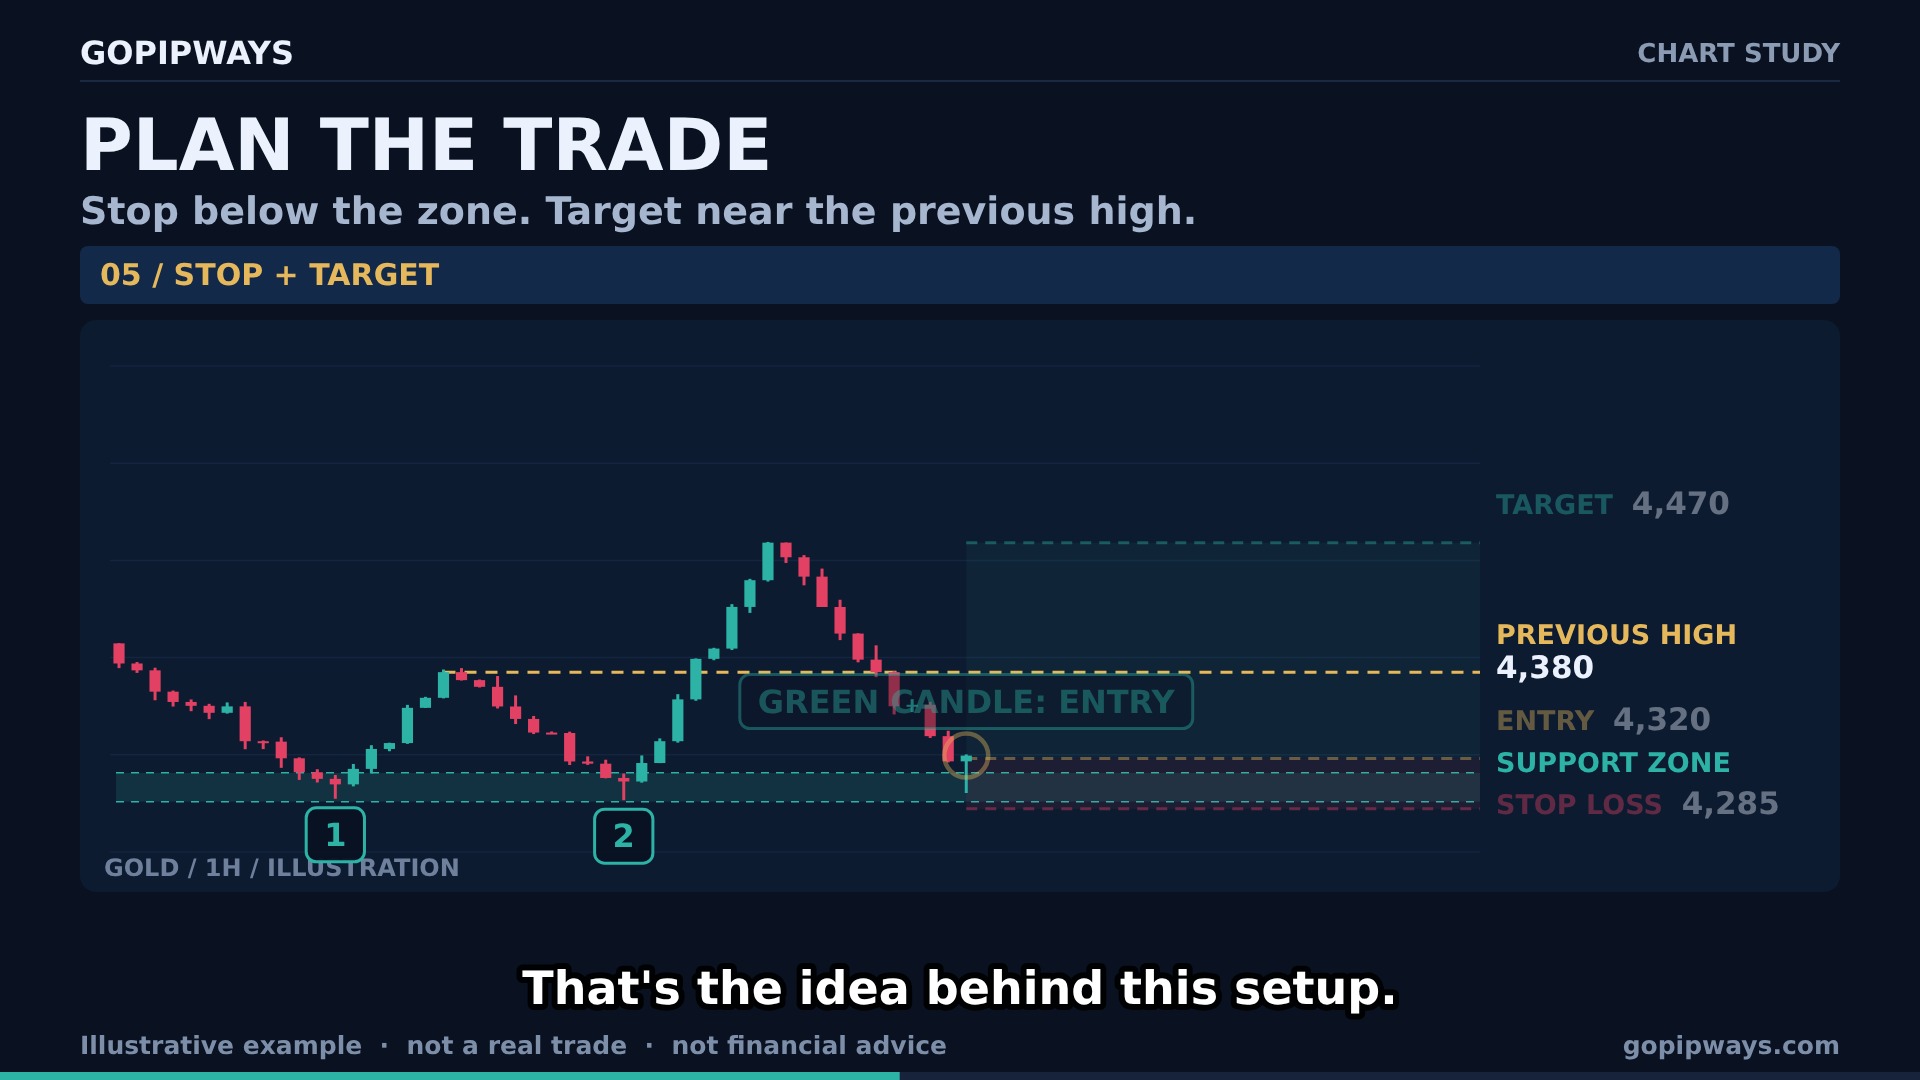 GOPIPWAYS
CHART STUDY
PLAN THE TRADE
Stop below the zone. Target near the previous high.
05 / STOP + TARGET
TARGET 4,470
PREVIOUS HIGH
4,380
GREEN CANDLE: ENTRY
ENTRY 4,320
SUPPORT ZONE
STOP LOSS 4,285
1
2
GOLD / 1H / ILLUSTRATION
That's the idea behind this setup.
Illustrative example · not a real trade · not financial advice
gopipways.com